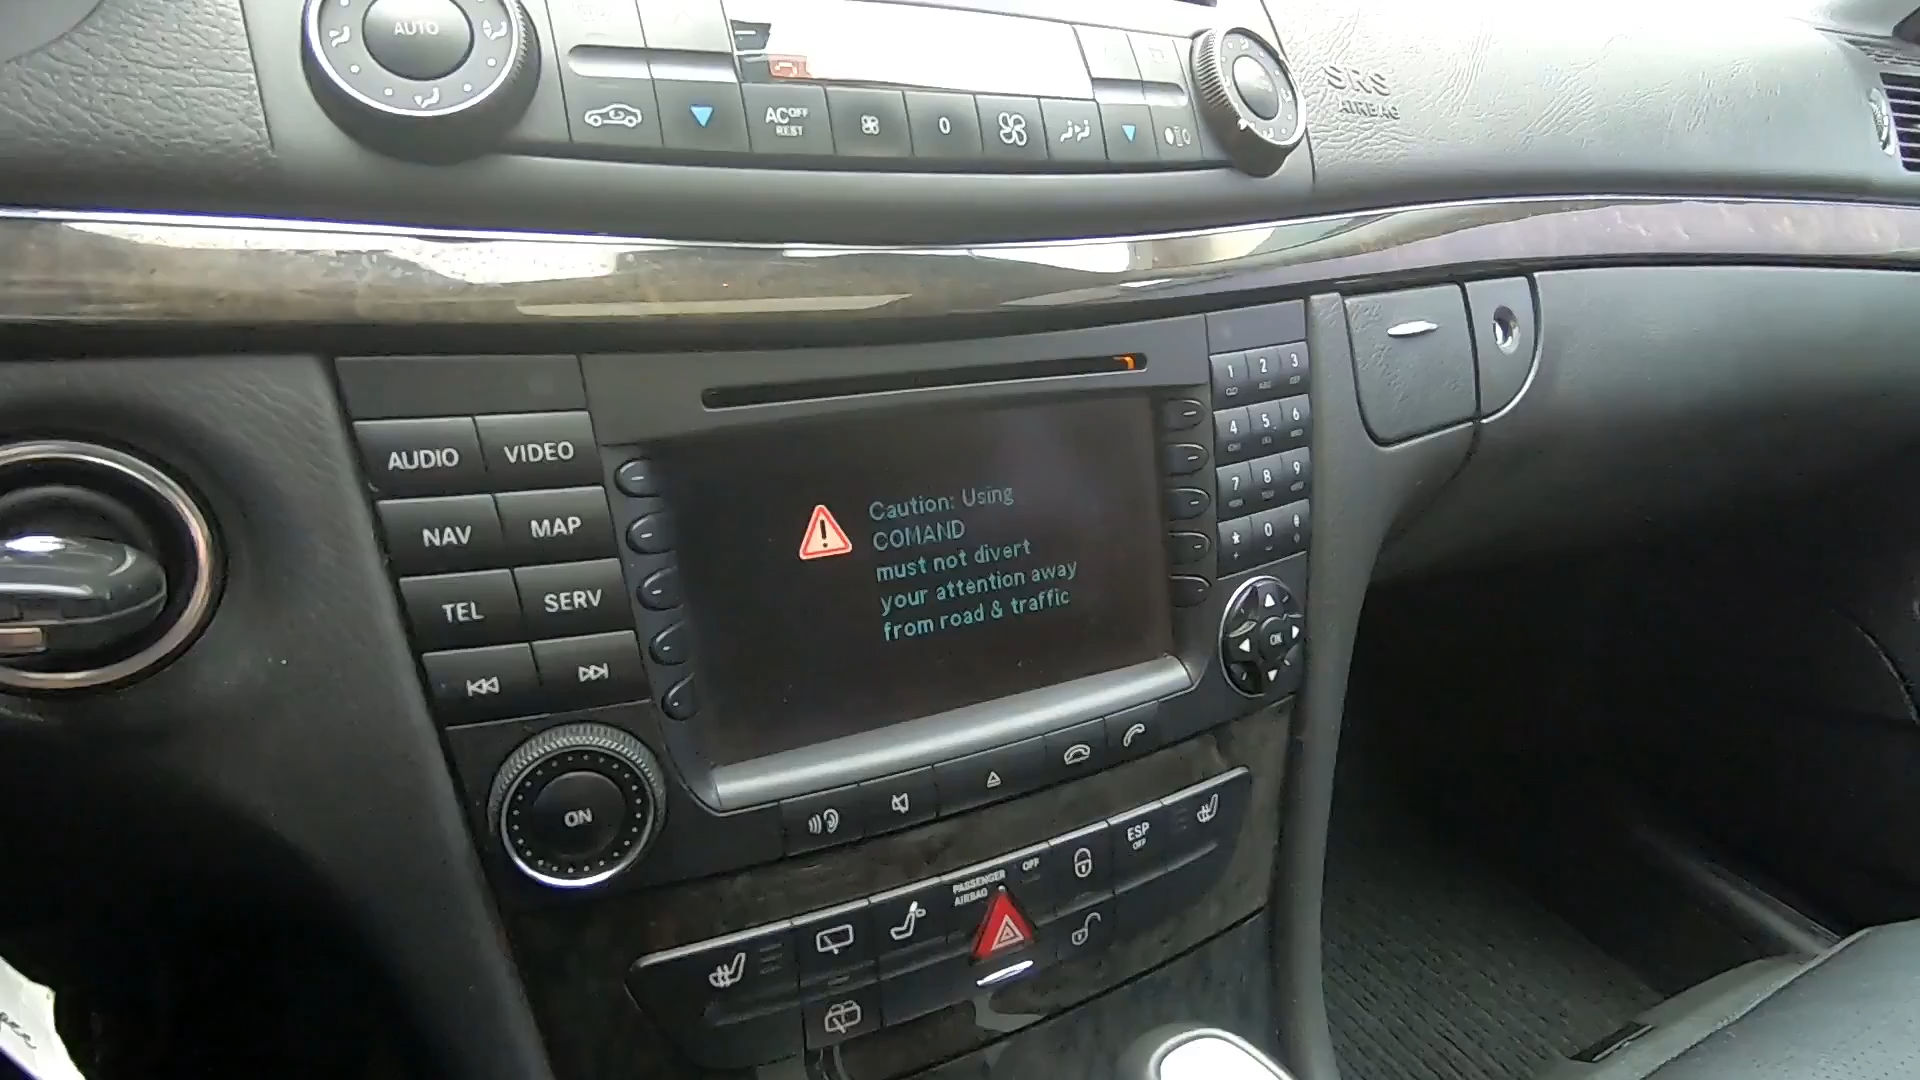 AUTO
AC OFF
REST
0
SRS
AIRBAG
AUDIO
VIDEO
NAV
MAP
TEL
SERV
ON
Caution: Using
COMAND
must not divert
your attention away
from road & traffic
1 2 3
ABC DEF
4 5 6
7 8 9
* 0 #
OK
PASSENGER OFF
AIRBAG
ESP
OFF